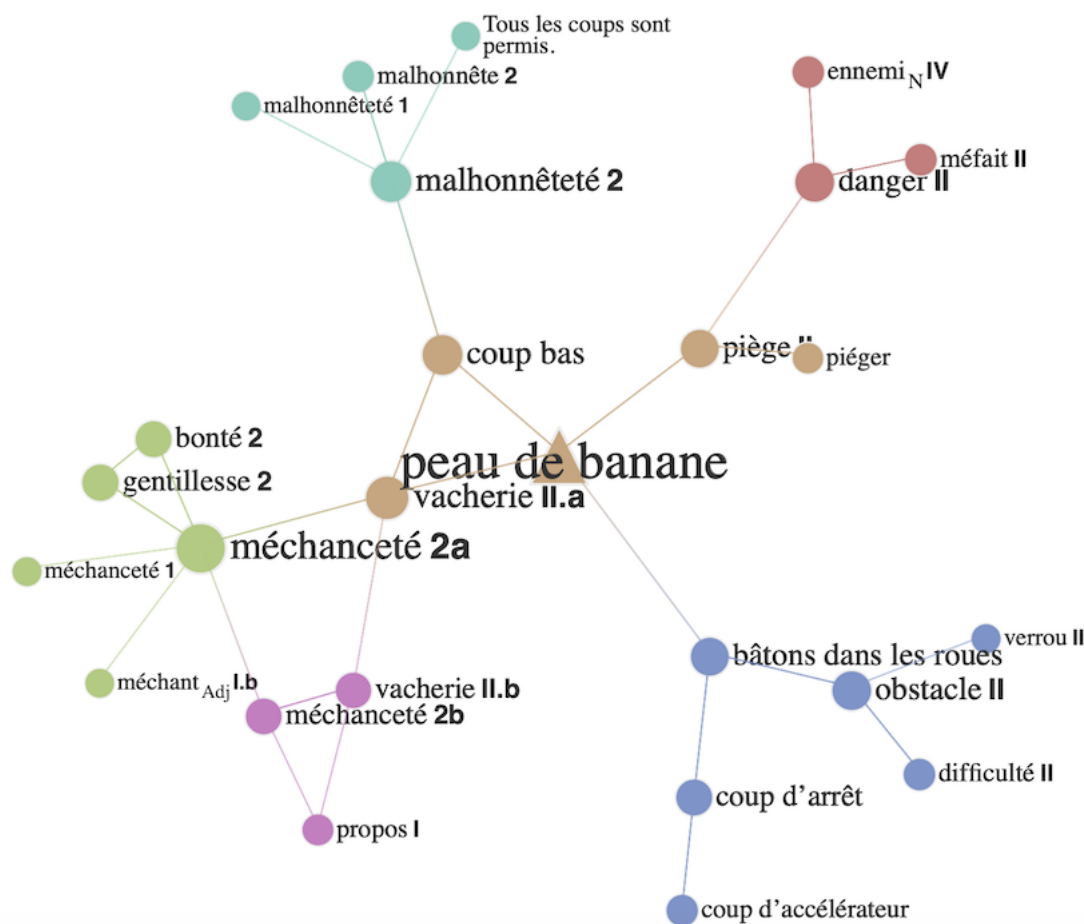 Tous les coups sont
permis.
malhonnête 2
malhonnêteté 1
ennemi N IV
méfait II
malhonnêteté 2
danger II
coup bas
piège II
piéger
bonté 2
gentillesse 2
peau de banane
vacherie II.a
méchanceté 2a
méchanceté 1
méchant Adj I.b
vacherie II.b
méchanceté 2b
propos I
verrou II
bâtons dans les roues
obstacle II
difficulté II
coup d’arrêt
coup d’accélérateur